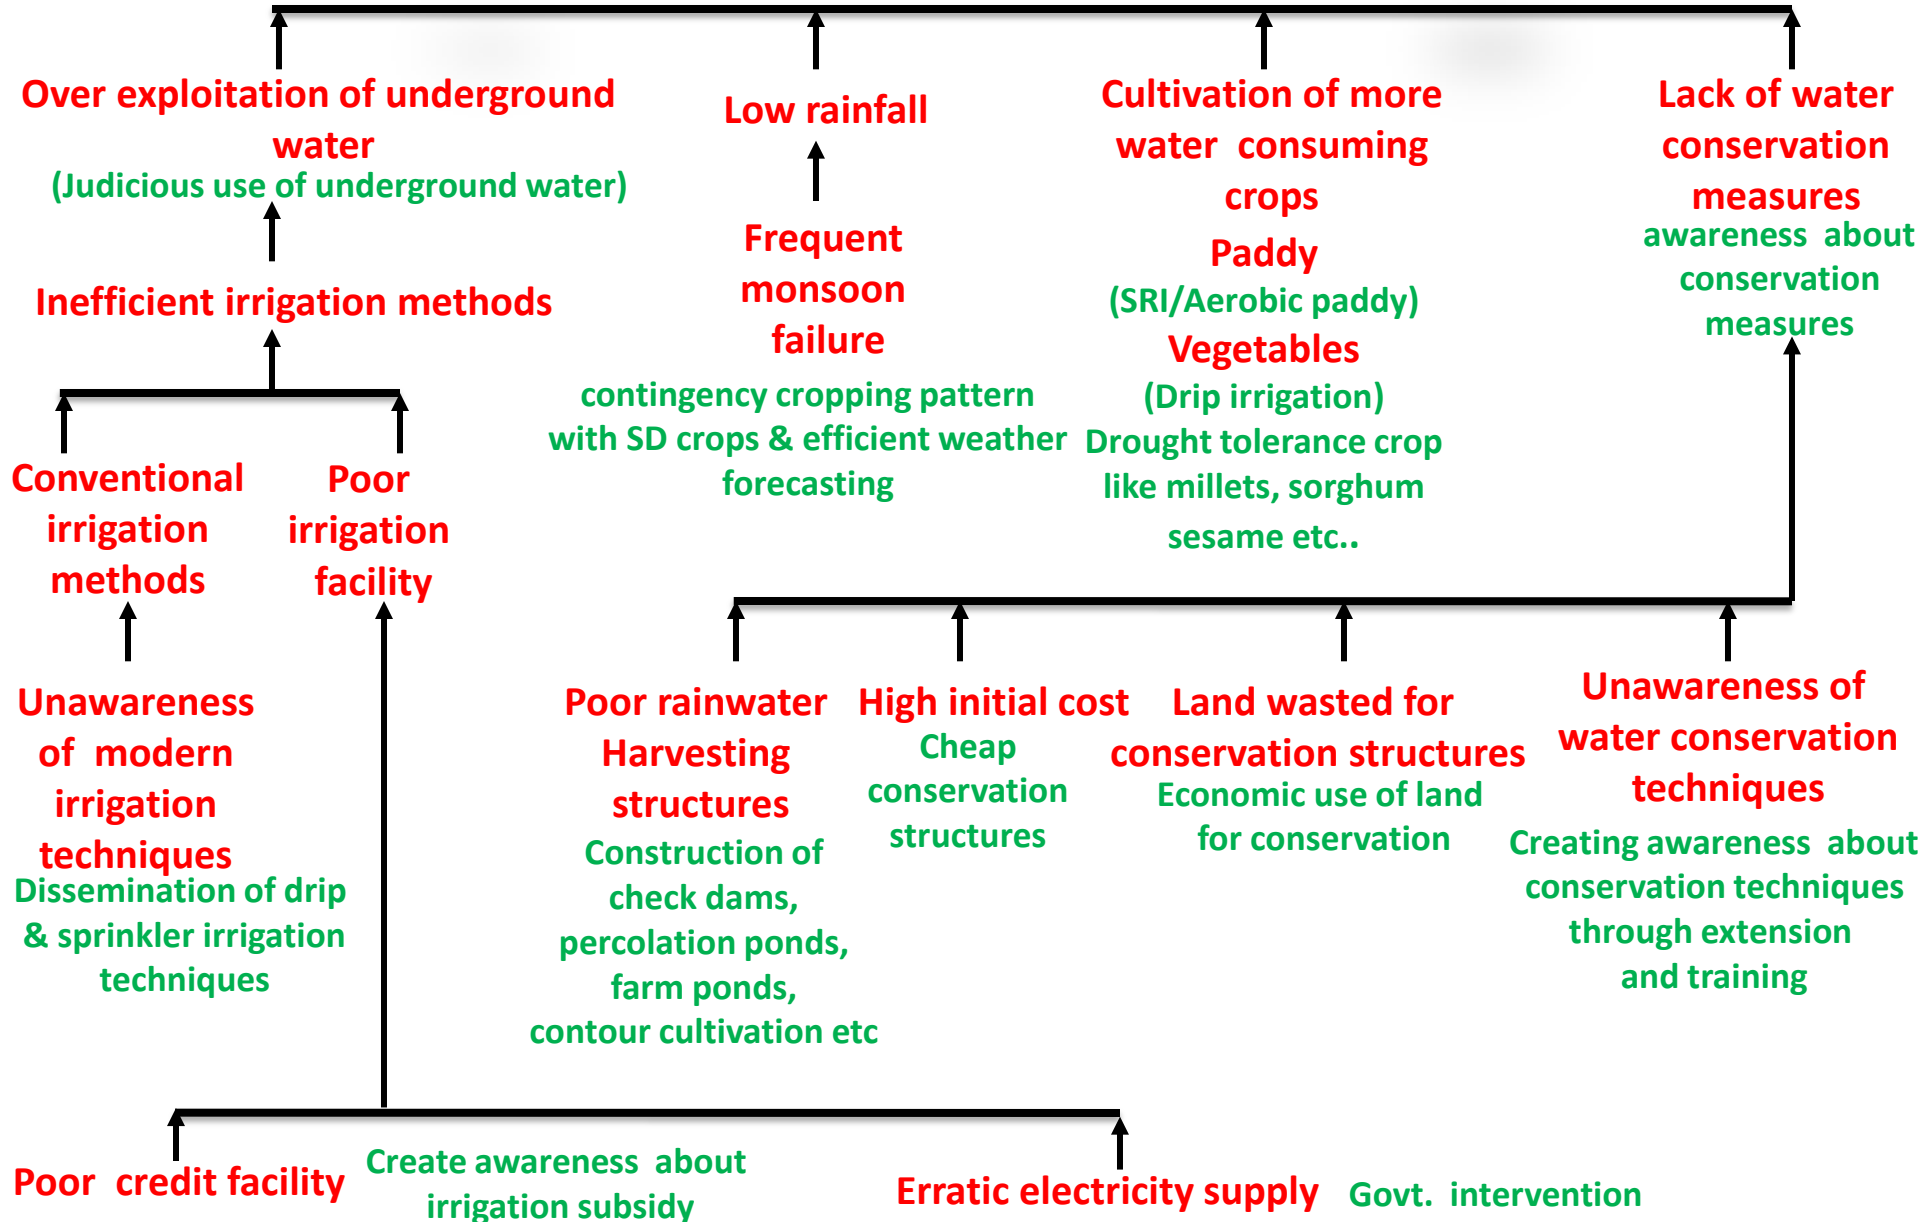 Over exploitation of underground
water
(Judicious use of underground water)
Inefficient irrigation methods
Conventional
irrigation
methods
Poor
irrigation
facility
Unawareness
of modern
irrigation
techniques
Dissemination of drip
& sprinkler irrigation
techniques
Low rainfall
Frequent
monsoon
failure
contingency cropping pattern
with SD crops & efficient weather
forecasting
Cultivation of more
water consuming
crops
Paddy
(SRI/Aerobic paddy)
Vegetables
(Drip irrigation)
Drought tolerance crop
like millets, sorghum
sesame etc..
Lack of water
conservation
measures
awareness about
conservation
measures
Poor rainwater
Harvesting
structures
Construction of
check dams,
percolation ponds,
farm ponds,
contour cultivation etc
High initial cost
Cheap
conservation
structures
Land wasted for
conservation structures
Economic use of land
for conservation
Unawareness of
water conservation
techniques
Creating awareness about
conservation techniques
through extension
and training
Poor credit facility
Create awareness about
irrigation subsidy
Erratic electricity supply
Govt. intervention